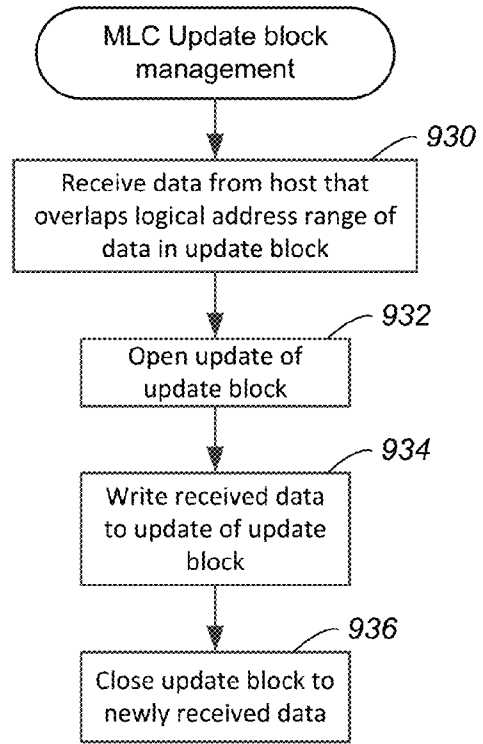 MLC Update block
management
930
Receive data from host that
overlaps logical address range of
data in update block
932
Open update of
update block
934
Write received data
to update of update
block
936
Close update block to
newly received data